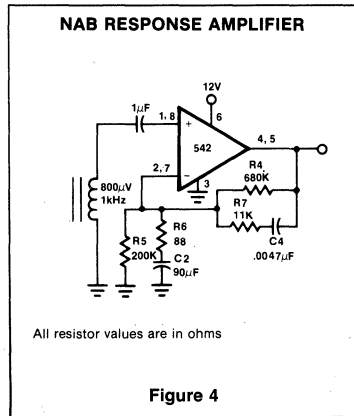 NAB RESPONSE AMPLIFIER
12V
1μF
1, 8
6
+
4, 5
542
R4
680K
2, 7
−
3
800μV
1kHz
R7
11K
R6
88
C4
.0047μF
R5
200K
C2
90μF
All resistor values are in ohms
Figure 4